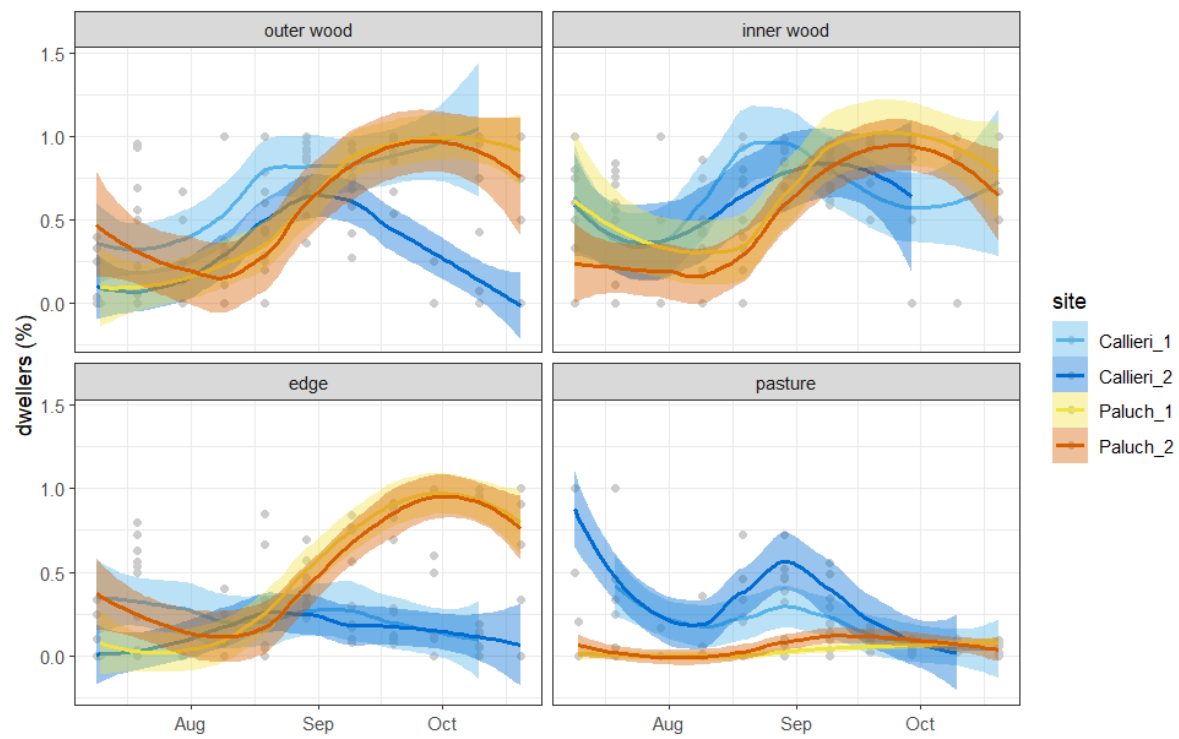 outer wood
inner wood
1.5
1.0
0.5
0.0
edge
pasture
1.5
1.0
0.5
0.0
Aug
Sep
Oct
Aug
Sep
Oct
dwellers (%)
site
Callieri_1
Callieri_2
Paluch_1
Paluch_2